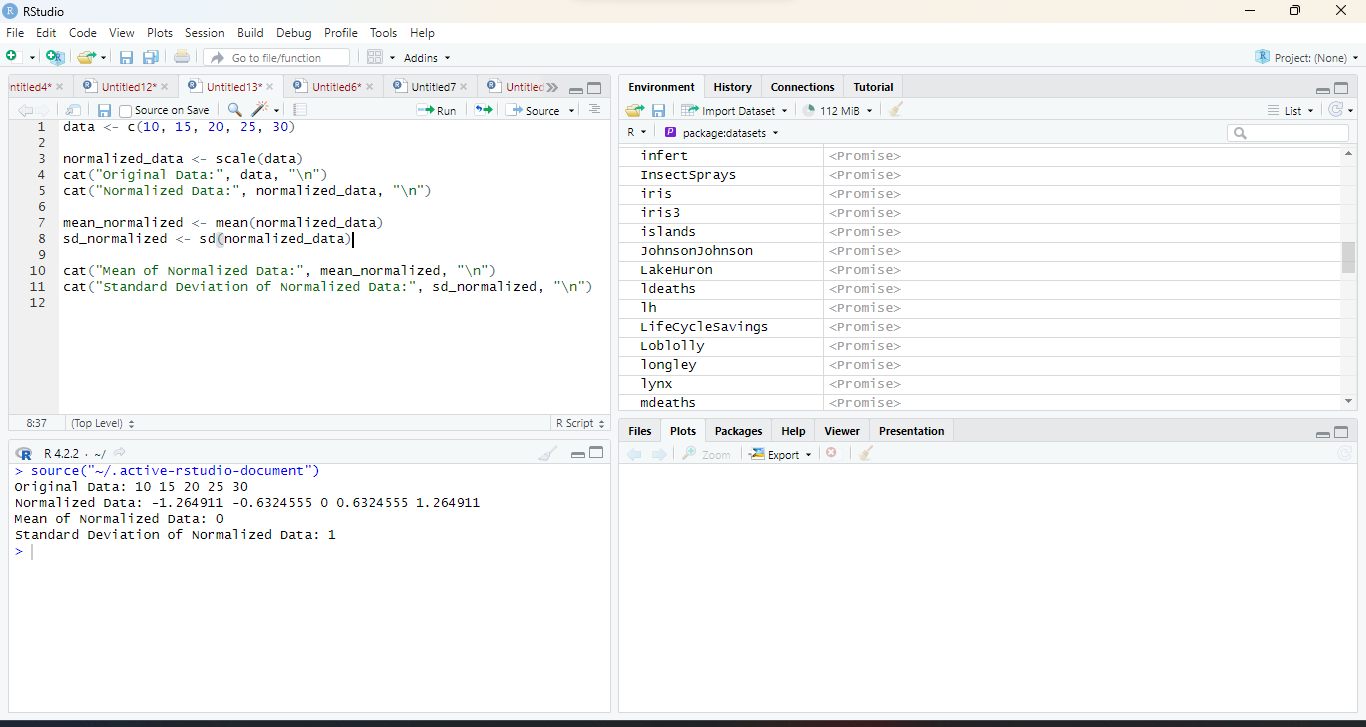 RStudio
File Edit Code View Plots Session Build Debug Profile Tools Help
Go to file/function Addins Project: (None)
ntitled4* Untitled12* Untitled13* Untitled6* Untitled7 Untitled
Source on Save Run Source
1 data <- c(10, 15, 20, 25, 30)
2
3 normalized_data <- scale(data)
4 cat("Original Data:", data, "\n")
5 cat("Normalized Data:", normalized_data, "\n")
6
7 mean_normalized <- mean(normalized_data)
8 sd_normalized <- sd(normalized_data)
9
10 cat("Mean of Normalized Data:", mean_normalized, "\n")
11 cat("Standard Deviation of Normalized Data:", sd_normalized, "\n")
12
8:37 (Top Level) R Script
R 4.2.2 · ~/
> source("~/.active-rstudio-document")
Original Data: 10 15 20 25 30
Normalized Data: -1.264911 -0.6324555 0 0.6324555 1.264911
Mean of Normalized Data: 0
Standard Deviation of Normalized Data: 1
>
Environment History Connections Tutorial
Import Dataset 112 MiB List
R package:datasets
infert <Promise>
InsectSprays <Promise>
iris <Promise>
iris3 <Promise>
islands <Promise>
JohnsonJohnson <Promise>
LakeHuron <Promise>
ldeaths <Promise>
lh <Promise>
LifeCycleSavings <Promise>
Loblolly <Promise>
longley <Promise>
lynx <Promise>
mdeaths <Promise>
Files Plots Packages Help Viewer Presentation
Zoom Export